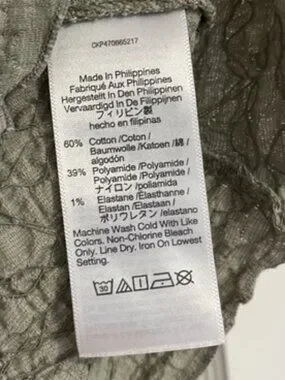 CKP470665217
Made In Philippines
Fabriqué Aux Philippines
Hergestellt In Den Philippinen
Vervaardigd In De Filippijnen
フィリピン製
hecho en filipinas
60% Cotton /Coton /
Baumwolle /Katoen /綿 /
algodón
39% Polyamide /Polyamide /
Polyamide /Polyamide /
ナイロン /poliamida
1% Elastane /Élasthanne /
Elastan /Elastaan /
ポリウレタン /elastano
Machine Wash Cold With Like
Colors. Non-Chlorine Bleach
Only. Line Dry. Iron On Lowest
Setting.
30